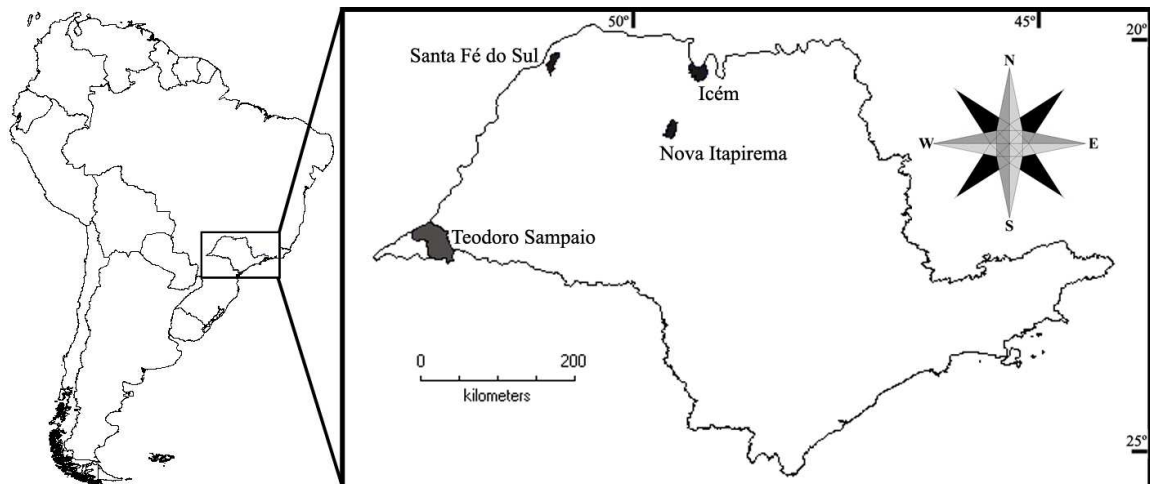 50°
45°
20°
Santa Fé do Sul
Icém
Nova Itapirema
N
W
E
S
Teodoro Sampaio
0
200
kilometers
25°